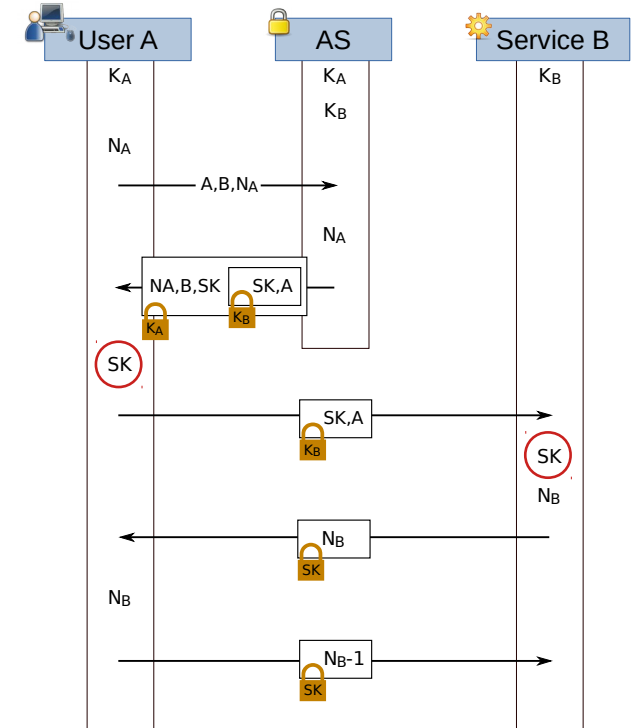 User A AS Service B
KA KA KB
KB
NA
A,B,NA
NA
NA,B,SK SK,A
KA KB
SK
SK,A
KB
SK
NB
NB
SK
NB
NB-1
SK